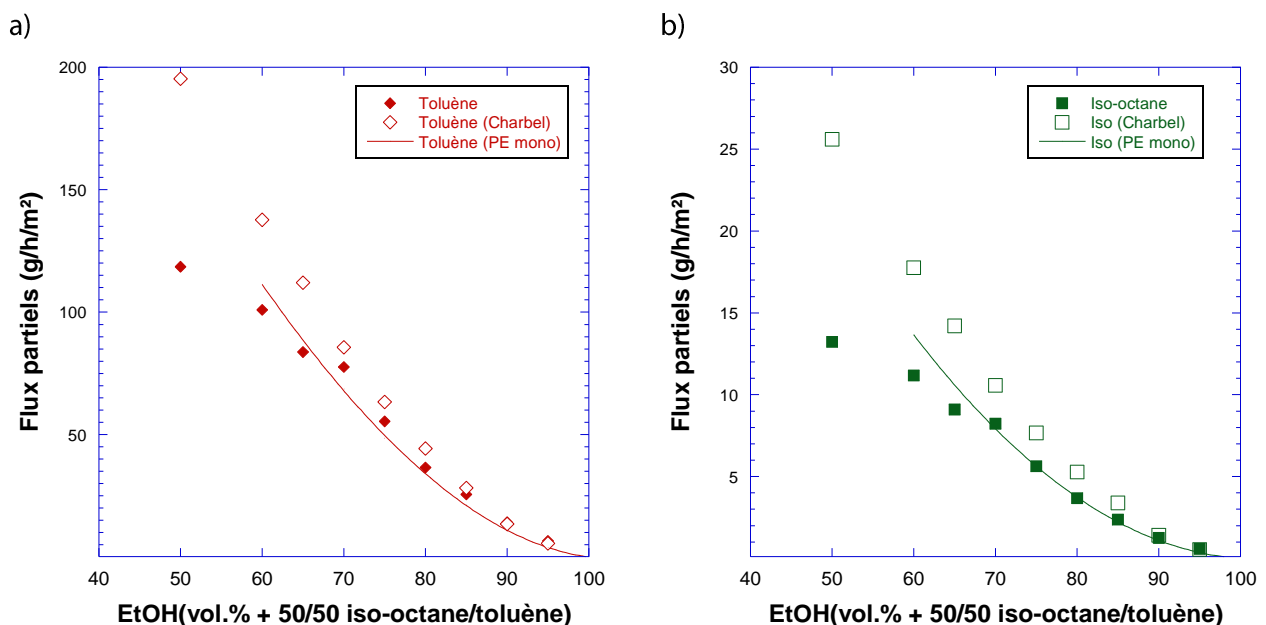 a)
200
150
100
50
Toluène
Toluène (Charbel)
Toluène (PE mono)
Flux partiels (g/h/m²)
40 50 60 70 80 90 100
EtOH(vol.% + 50/50 iso-octane/toluène)
b)
30
25
20
15
10
5
Iso-octane
Iso (Charbel)
Iso (PE mono)
Flux partiels (g/h/m²)
40 50 60 70 80 90 100
EtOH(vol.% + 50/50 iso-octane/toluène)